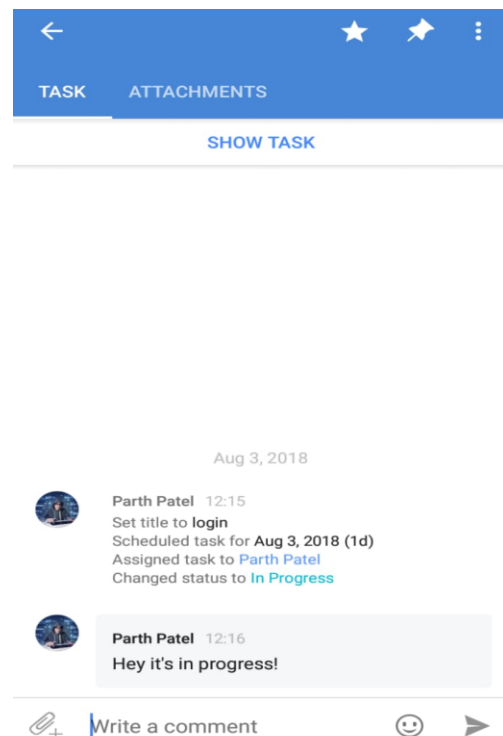 TASK ATTACHMENTS
SHOW TASK
Aug 3, 2018
Parth Patel 12:15
Set title to login
Scheduled task for Aug 3, 2018 (1d)
Assigned task to Parth Patel
Changed status to In Progress
Parth Patel 12:16
Hey it's in progress!
Write a comment